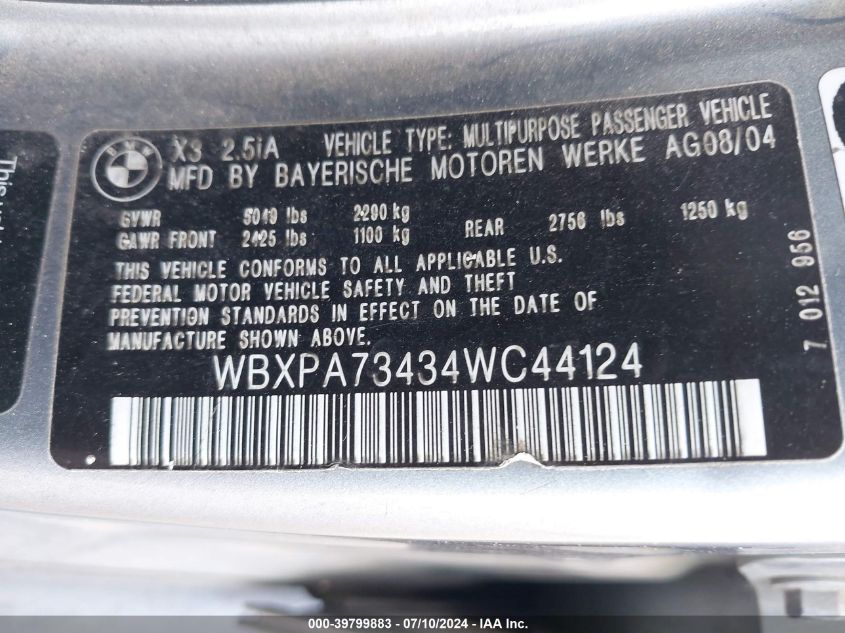 X3 2.5iA VEHICLE TYPE: MULTIPURPOSE PASSENGER VEHICLE
MFD BY BAYERISCHE MOTOREN WERKE AG08/04
GVWR 5049 lbs 2290 kg
GAWR FRONT 2425 lbs 1100 kg REAR 2756 lbs 1250 kg
THIS VEHICLE CONFORMS TO ALL APPLICABLE U.S.
FEDERAL MOTOR VEHICLE SAFETY AND THEFT
PREVENTION STANDARDS IN EFFECT ON THE DATE OF
MANUFACTURE SHOWN ABOVE.
WBXPA73434WC44124
7 012 956
This
000-39799883 - 07/10/2024 - IAA Inc.